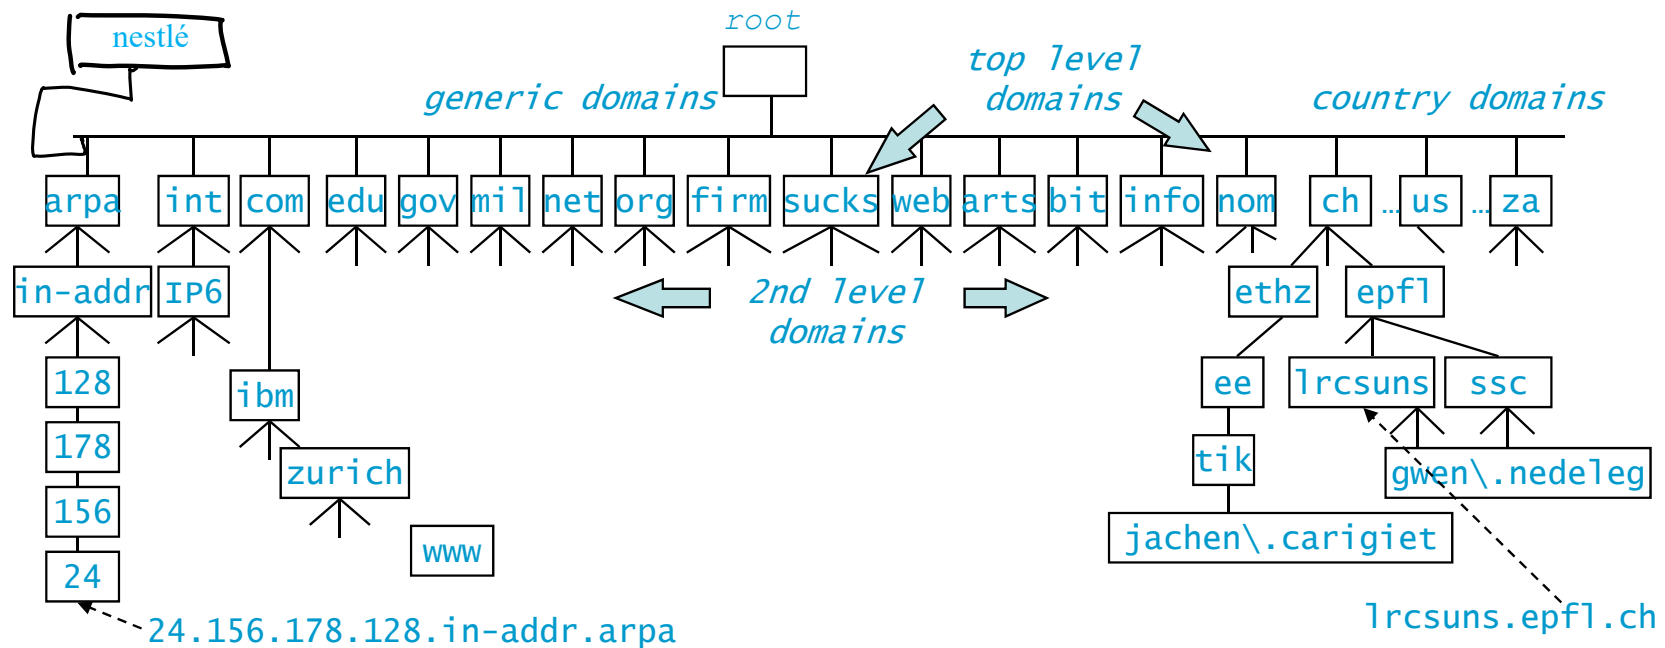 root
nestlé
top level
domains
generic domains
country domains
arpa int com edu gov mil net org firm sucks web arts bit info nom ch …us …za
in-addr IP6 ethz epfl
2nd level
domains
128 ibm ee lrcsuns ssc
178 zurich tik gwen\.nedeleg
156 www jachen\.carigiet
24
24.156.178.128.in-addr.arpa lrcsuns.epfl.ch